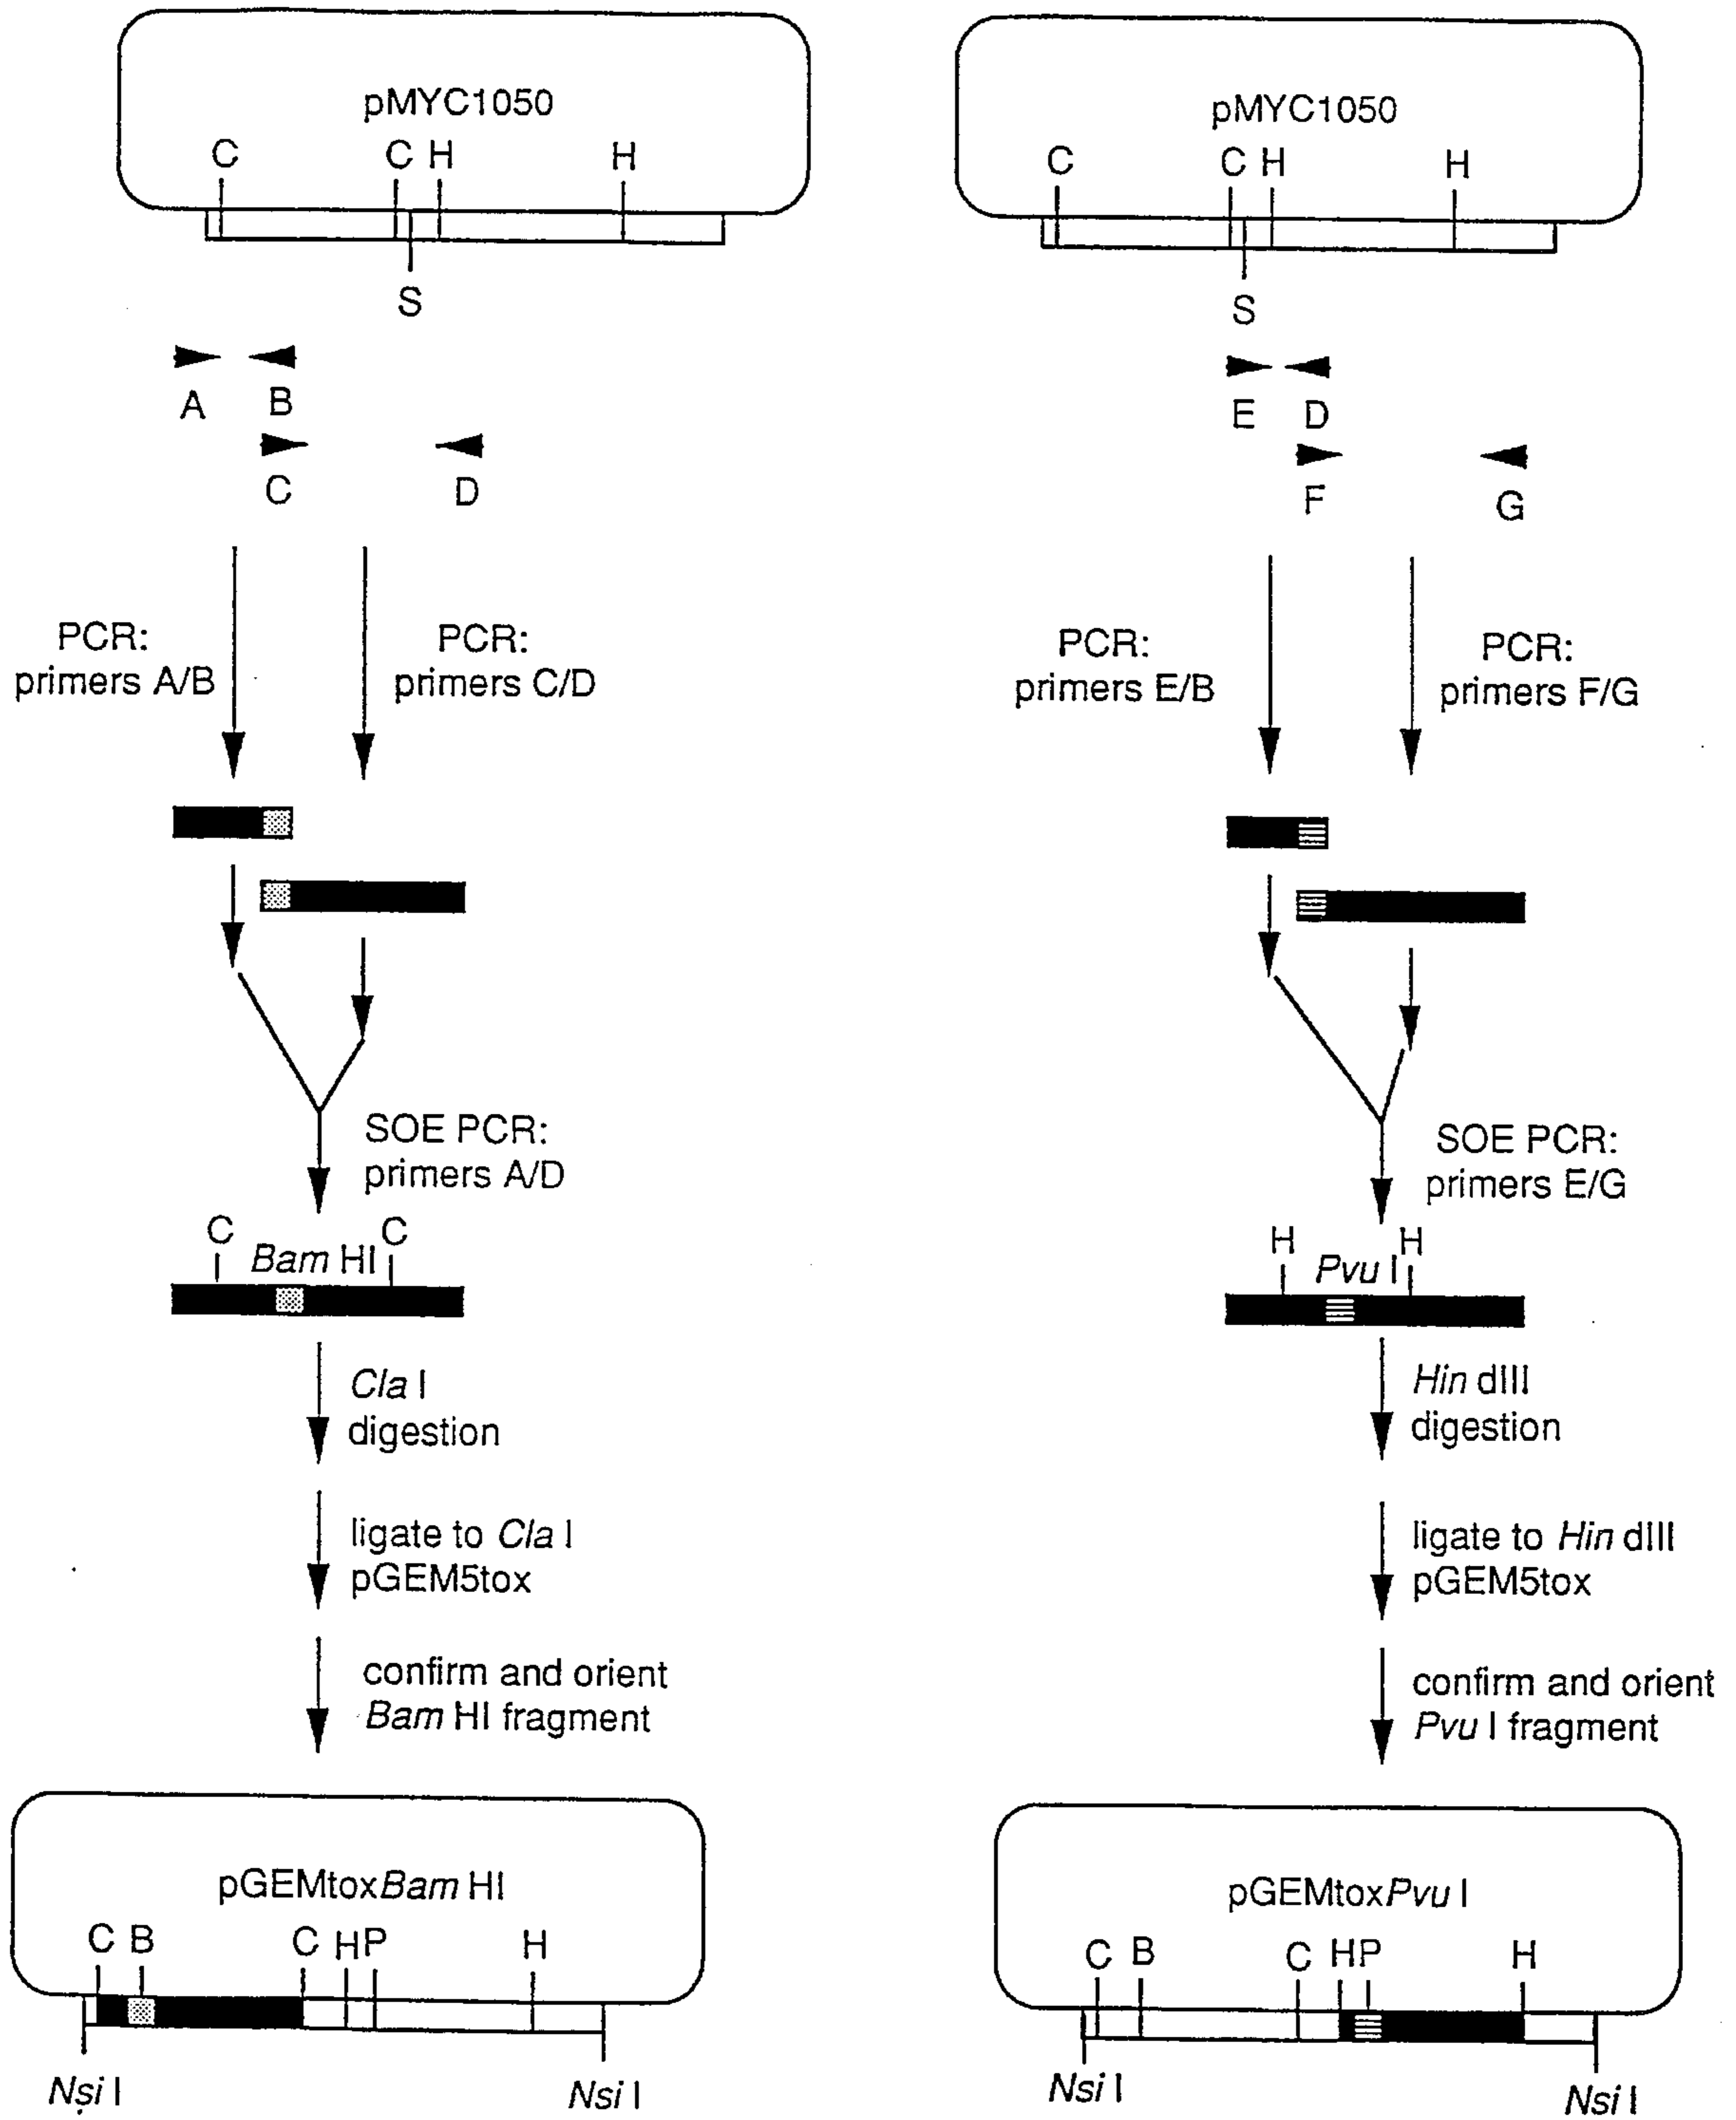 pMYC1050
C
C H
H
S
A
B
C
D
PCR:
primers A/B
PCR:
primers C/D
SOE PCR:
primers A/D
C
C
Bam HI
Cla I
digestion
ligate to Cla I
pGEM5tox
confirm and orient
Bam HI fragment
pGEMtoxBam HI
C B
C H P
H
Nsi I
Nsi I
pMYC1050
C
C H
H
S
E
D
F
G
PCR:
primers E/B
PCR:
primers F/G
SOE PCR:
primers E/G
H
H
Pvu I
Hin dIII
digestion
ligate to Hin dIII
pGEM5tox
confirm and orient
Pvu I fragment
pGEMtoxPvu I
C B
C H P
H
Nsi I
Nsi I